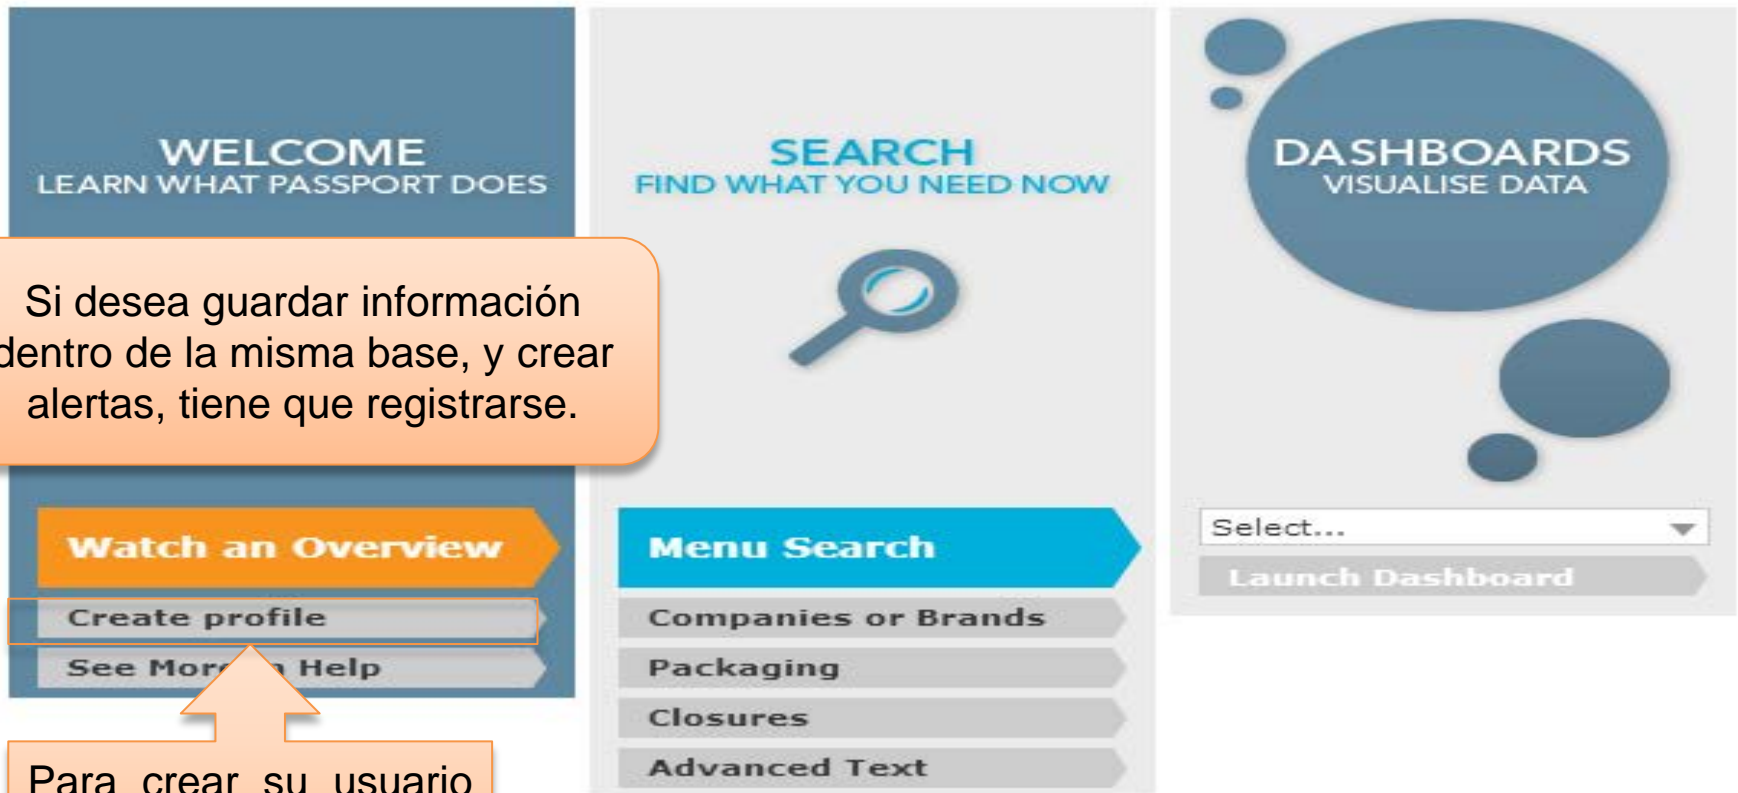 WELCOME
LEARN WHAT PASSPORT DOES
Si desea guardar información
dentro de la misma base, y crear
alertas, tiene que registrarse.
Watch an Overview
Create profile
See More Help
Para crear su usuario
SEARCH
FIND WHAT YOU NEED NOW
Menu Search
Companies or Brands
Packaging
Closures
Advanced Text
DASHBOARDS
VISUALISE DATA
Select...
Launch Dashboard